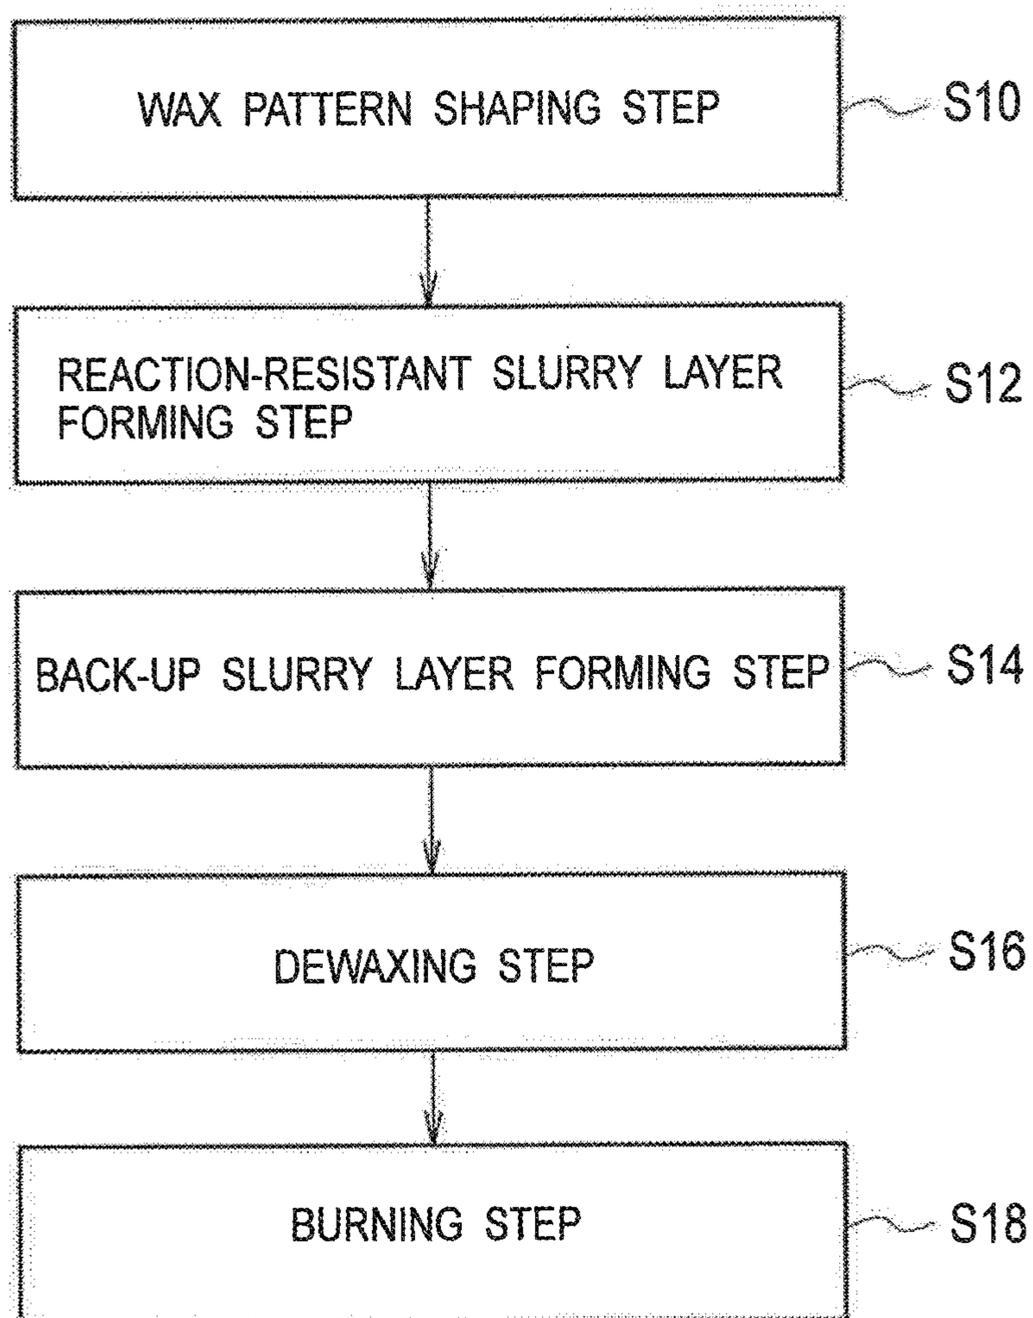 WAX PATTERN SHAPING STEP
S10
REACTION-RESISTANT SLURRY LAYER
FORMING STEP
S12
BACK-UP SLURRY LAYER FORMING STEP
S14
DEWAXING STEP
S16
BURNING STEP
S18